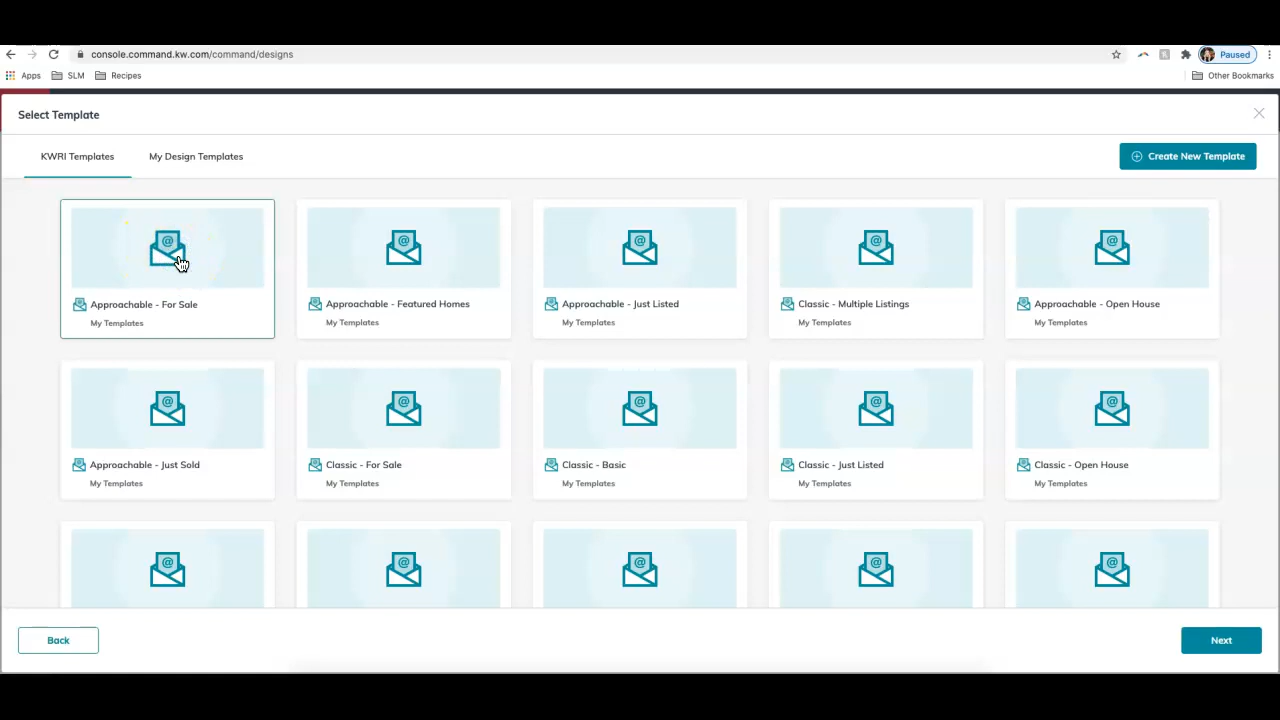 console.command.kw.com/command/designs
Paused
Apps SLM Recipes Other Bookmarks
Select Template
KWRI Templates My Design Templates Create New Template
@ @ @ @ @
Approachable - For Sale Approachable - Featured Homes Approachable - Just Listed Classic - Multiple Listings Approachable - Open House
My Templates My Templates My Templates My Templates My Templates
@ @ @ @ @
Approachable - Just Sold Classic - For Sale Classic - Basic Classic - Just Listed Classic - Open House
My Templates My Templates My Templates My Templates My Templates
@ @ @ @ @
Back Next